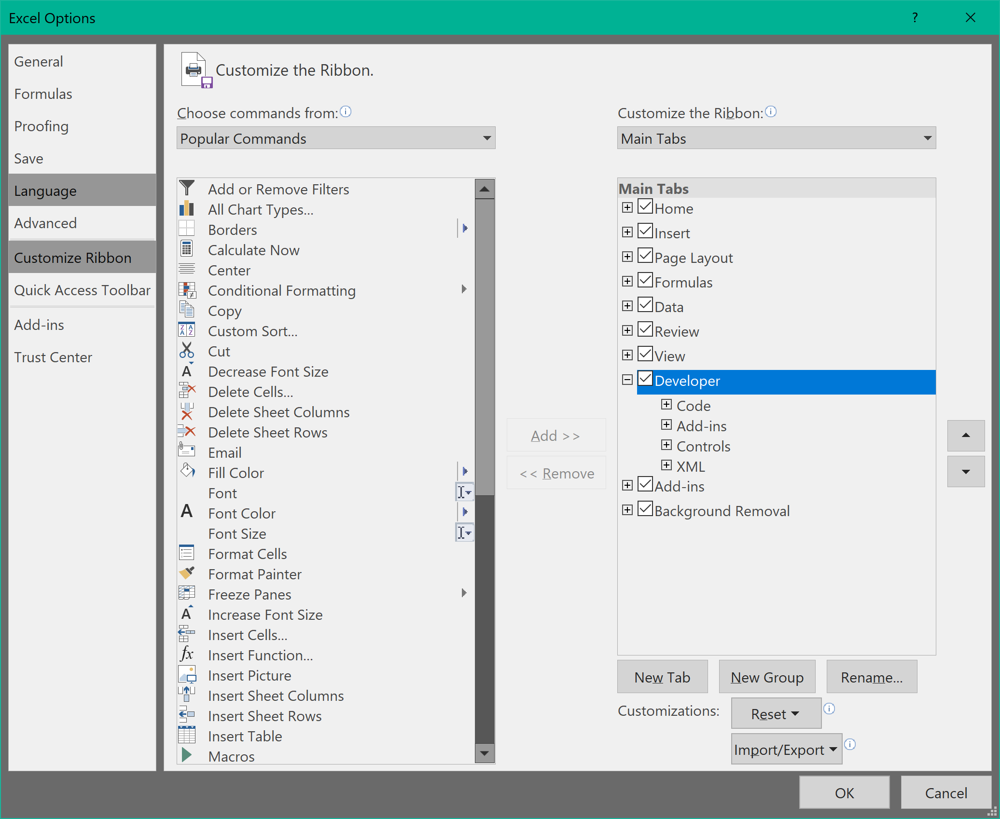 Excel Options
?
General
Formulas
Proofing
Save
Language
Advanced
Customize Ribbon
Quick Access Toolbar
Add-ins
Trust Center
Customize the Ribbon.
Choose commands from:
Popular Commands
Add or Remove Filters
All Chart Types...
Borders
Calculate Now
Center
Conditional Formatting
Copy
Custom Sort...
Cut
Decrease Font Size
Delete Cells...
Delete Sheet Columns
Delete Sheet Rows
Email
Fill Color
Font
Font Color
Font Size
Format Cells
Format Painter
Freeze Panes
Increase Font Size
Insert Cells...
Insert Function...
Insert Picture
Insert Sheet Columns
Insert Sheet Rows
Insert Table
Macros
Add >>
<< Remove
Customize the Ribbon:
Main Tabs
Main Tabs
Home
Insert
Page Layout
Formulas
Data
Review
View
Developer
Code
Add-ins
Controls
XML
Add-ins
Background Removal
New Tab
New Group
Rename...
Customizations:
Reset
Import/Export
OK
Cancel